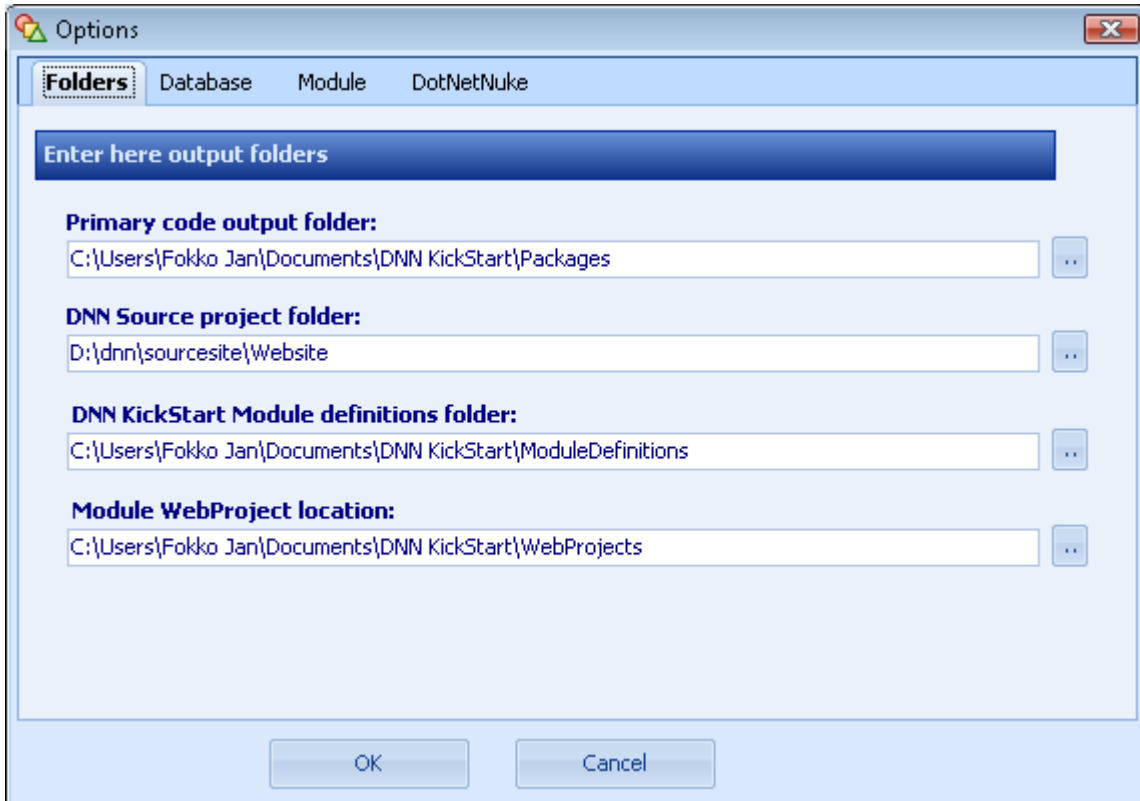 Options
Folders Database Module DotNetNuke
Enter here output folders
Primary code output folder:
C:\Users\Fokko Jan\Documents\DNN KickStart\Packages
..
DNN Source project folder:
D:\dnn\sourcesite\Website
..
DNN KickStart Module definitions folder:
C:\Users\Fokko Jan\Documents\DNN KickStart\ModuleDefinitions
..
Module WebProject location:
C:\Users\Fokko Jan\Documents\DNN KickStart\WebProjects
..
OK Cancel